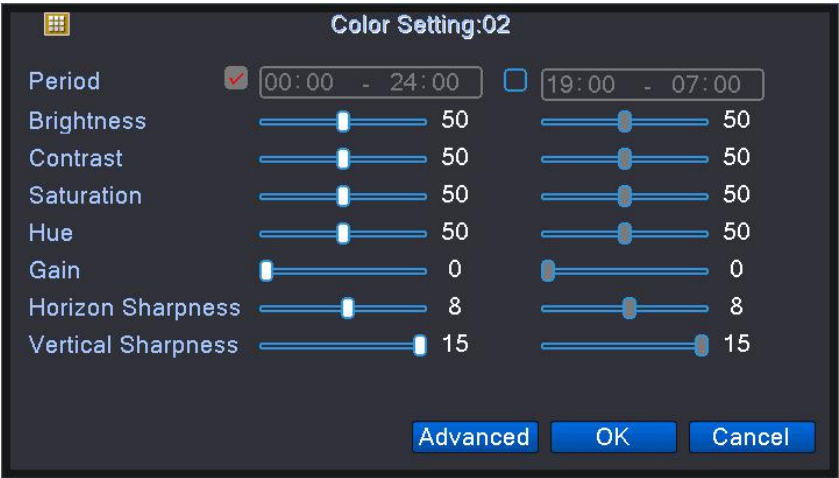 Color Setting:02
Period 00:00 - 24:00 19:00 - 07:00
Brightness 50 50
Contrast 50 50
Saturation 50 50
Hue 50 50
Gain 0 0
Horizon Sharpness 8 8
Vertical Sharpness 15 15
Advanced OK Cancel